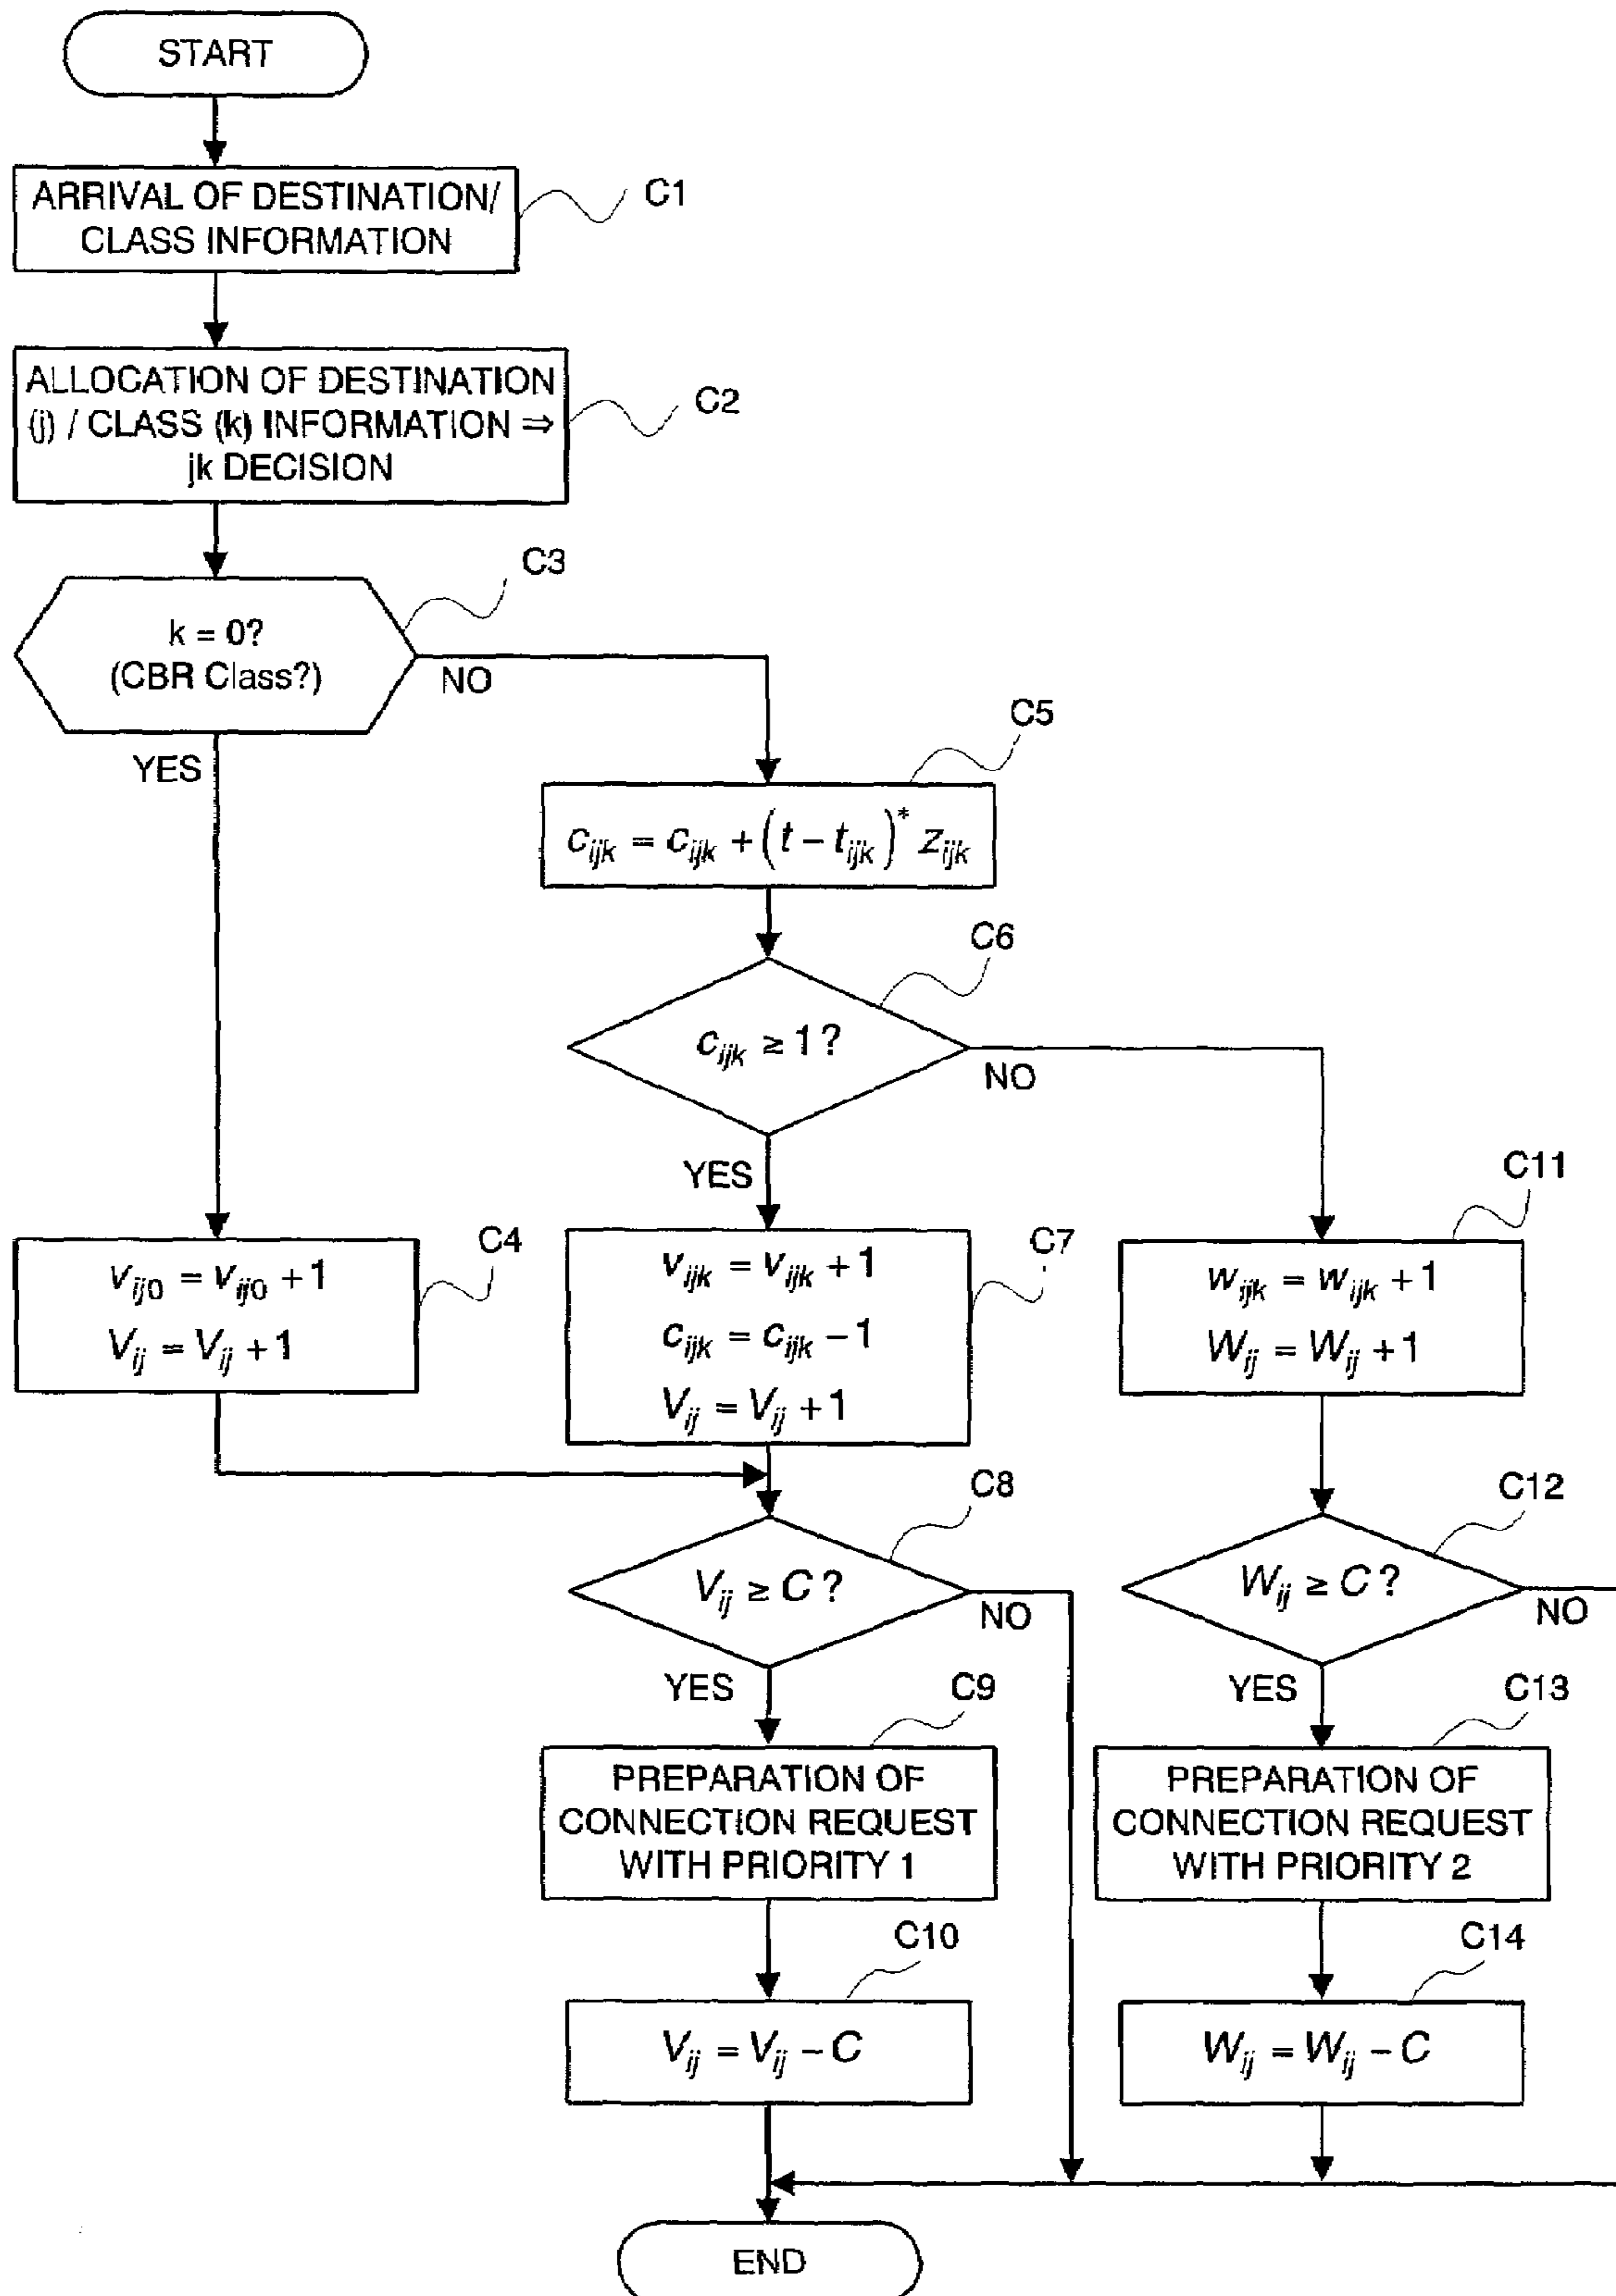 START
ARRIVAL OF DESTINATION/
CLASS INFORMATION
C1
ALLOCATION OF DESTINATION
(j) / CLASS (k) INFORMATION ⇒
jk DECISION
C2
k = 0?
(CBR Class?)
C3
NO
YES
C5
c_ijk = c_ijk + (t − t_ijk)* z_ijk
C6
c_ijk ≥ 1 ?
NO
YES
C4
v_ij0 = v_ij0 + 1
V_ij = V_ij + 1
C7
v_ijk = v_ijk + 1
c_ijk = c_ijk − 1
V_ij = V_ij + 1
C11
w_ijk = w_ijk + 1
W_ij = W_ij + 1
C8
V_ij ≥ C ?
NO
YES
C12
W_ij ≥ C ?
NO
YES
C9
PREPARATION OF
CONNECTION REQUEST
WITH PRIORITY 1
C13
PREPARATION OF
CONNECTION REQUEST
WITH PRIORITY 2
C10
V_ij = V_ij − C
C14
W_ij = W_ij − C
END